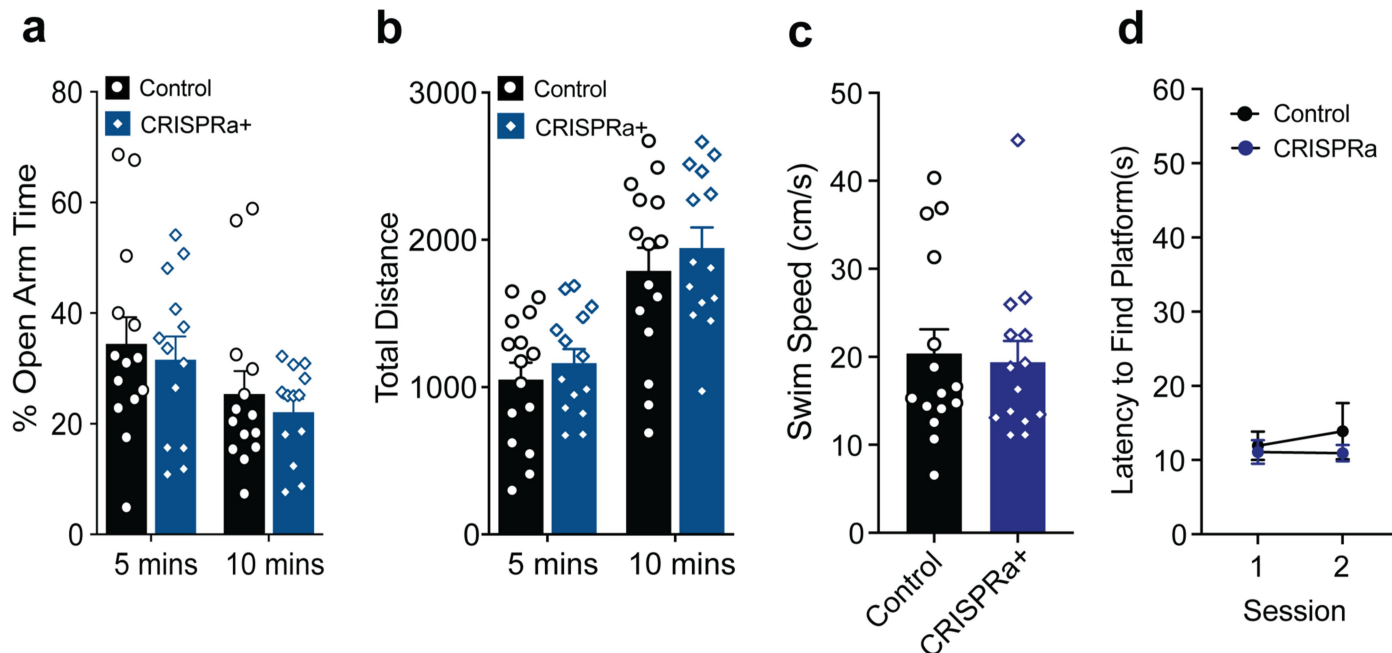 a
Control
CRISPRa+
% Open Arm Time
80
60
40
20
0
5 mins
10 mins
b
Control
CRISPRa+
Total Distance
3000
2000
1000
0
5 mins
10 mins
c
Swim Speed (cm/s)
50
40
30
20
10
0
Control
CRISPRa+
d
Control
CRISPRa
Latency to Find Platform(s)
60
50
40
30
20
10
0
1
2
Session